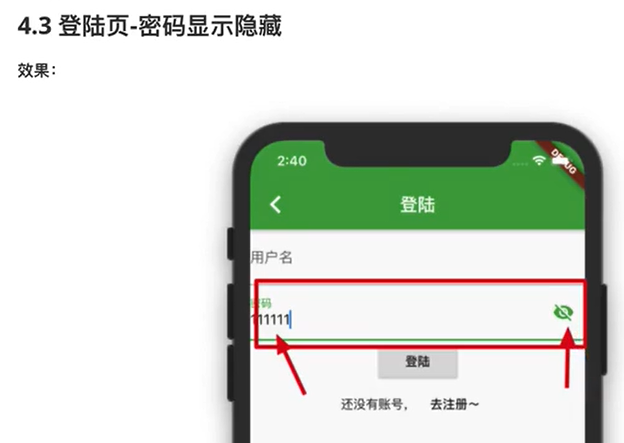 4.3 登陆页-密码显示隐藏
效果：
2:40
登陆
用户名
密码
111111
登陆
还没有账号， 去注册～